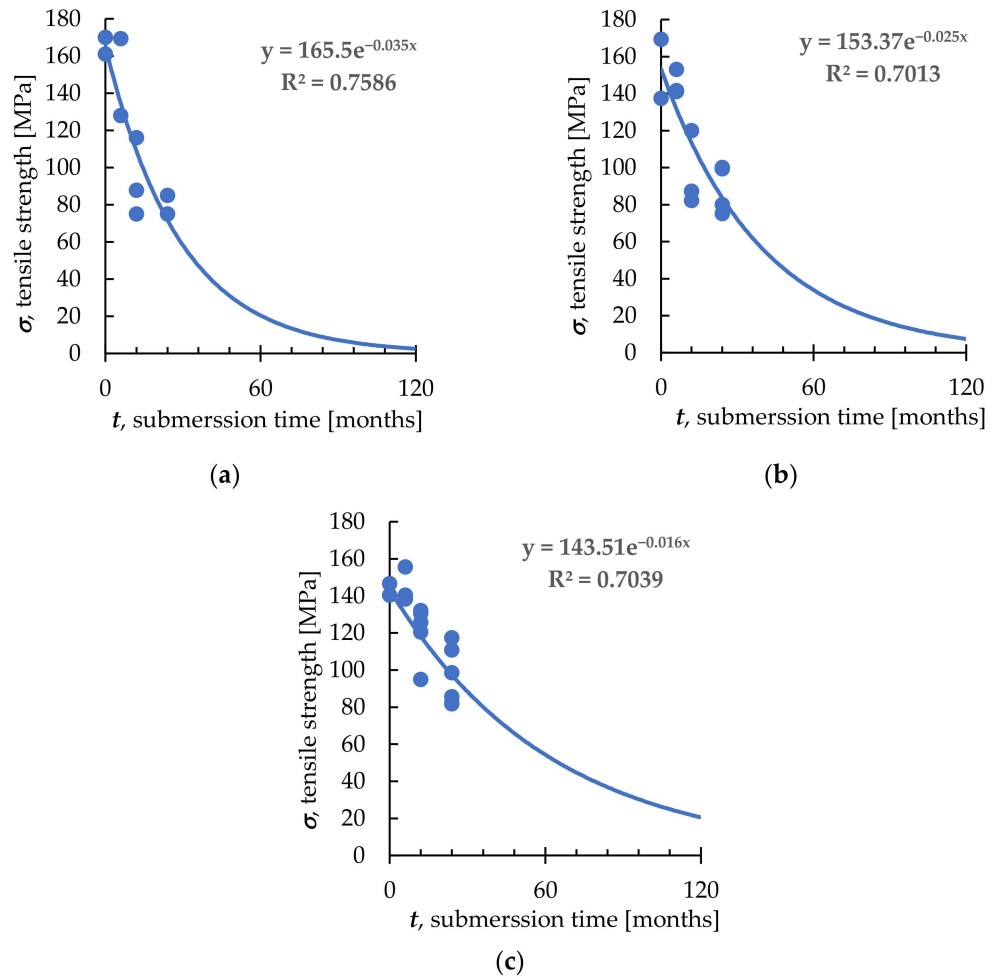 180
160
140
120
100
80
60
40
20
0
σ, tensile strength [MPa]
y = 165.5e^−0.035x
R² = 0.7586
0 60 120
t, submerssion time [months]
(a)
180
160
140
120
100
80
60
40
20
0
σ, tensile strength [MPa]
y = 153.37e^−0.025x
R² = 0.7013
0 60 120
t, submerssion time [months]
(b)
180
160
140
120
100
80
60
40
20
0
σ, tensile strength [MPa]
y = 143.51e^−0.016x
R² = 0.7039
0 60 120
t, submerssion time [months]
(c)